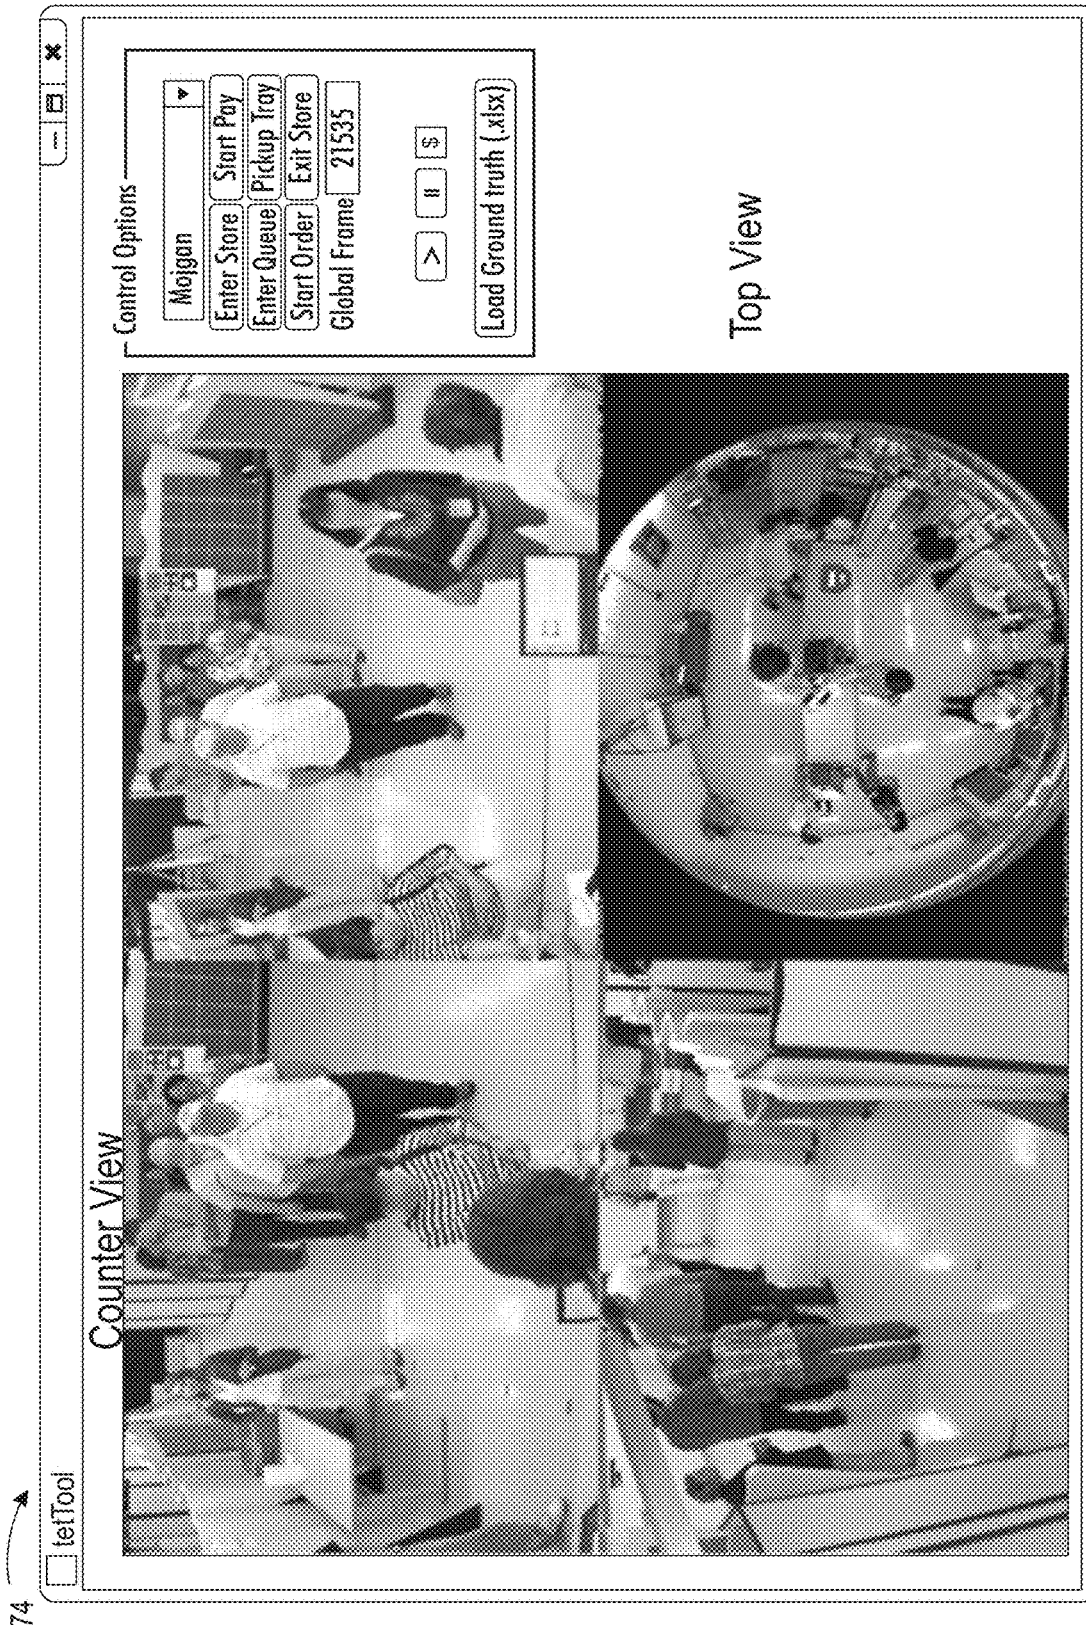 74
tetTool
Counter View
Control Options
Mojgan
Enter Store Start Pay
Enter Queue Pickup Tray
Start Order Exit Store
Global Frame 21535
> = $
Load Ground truth (.xlsx)
Top View